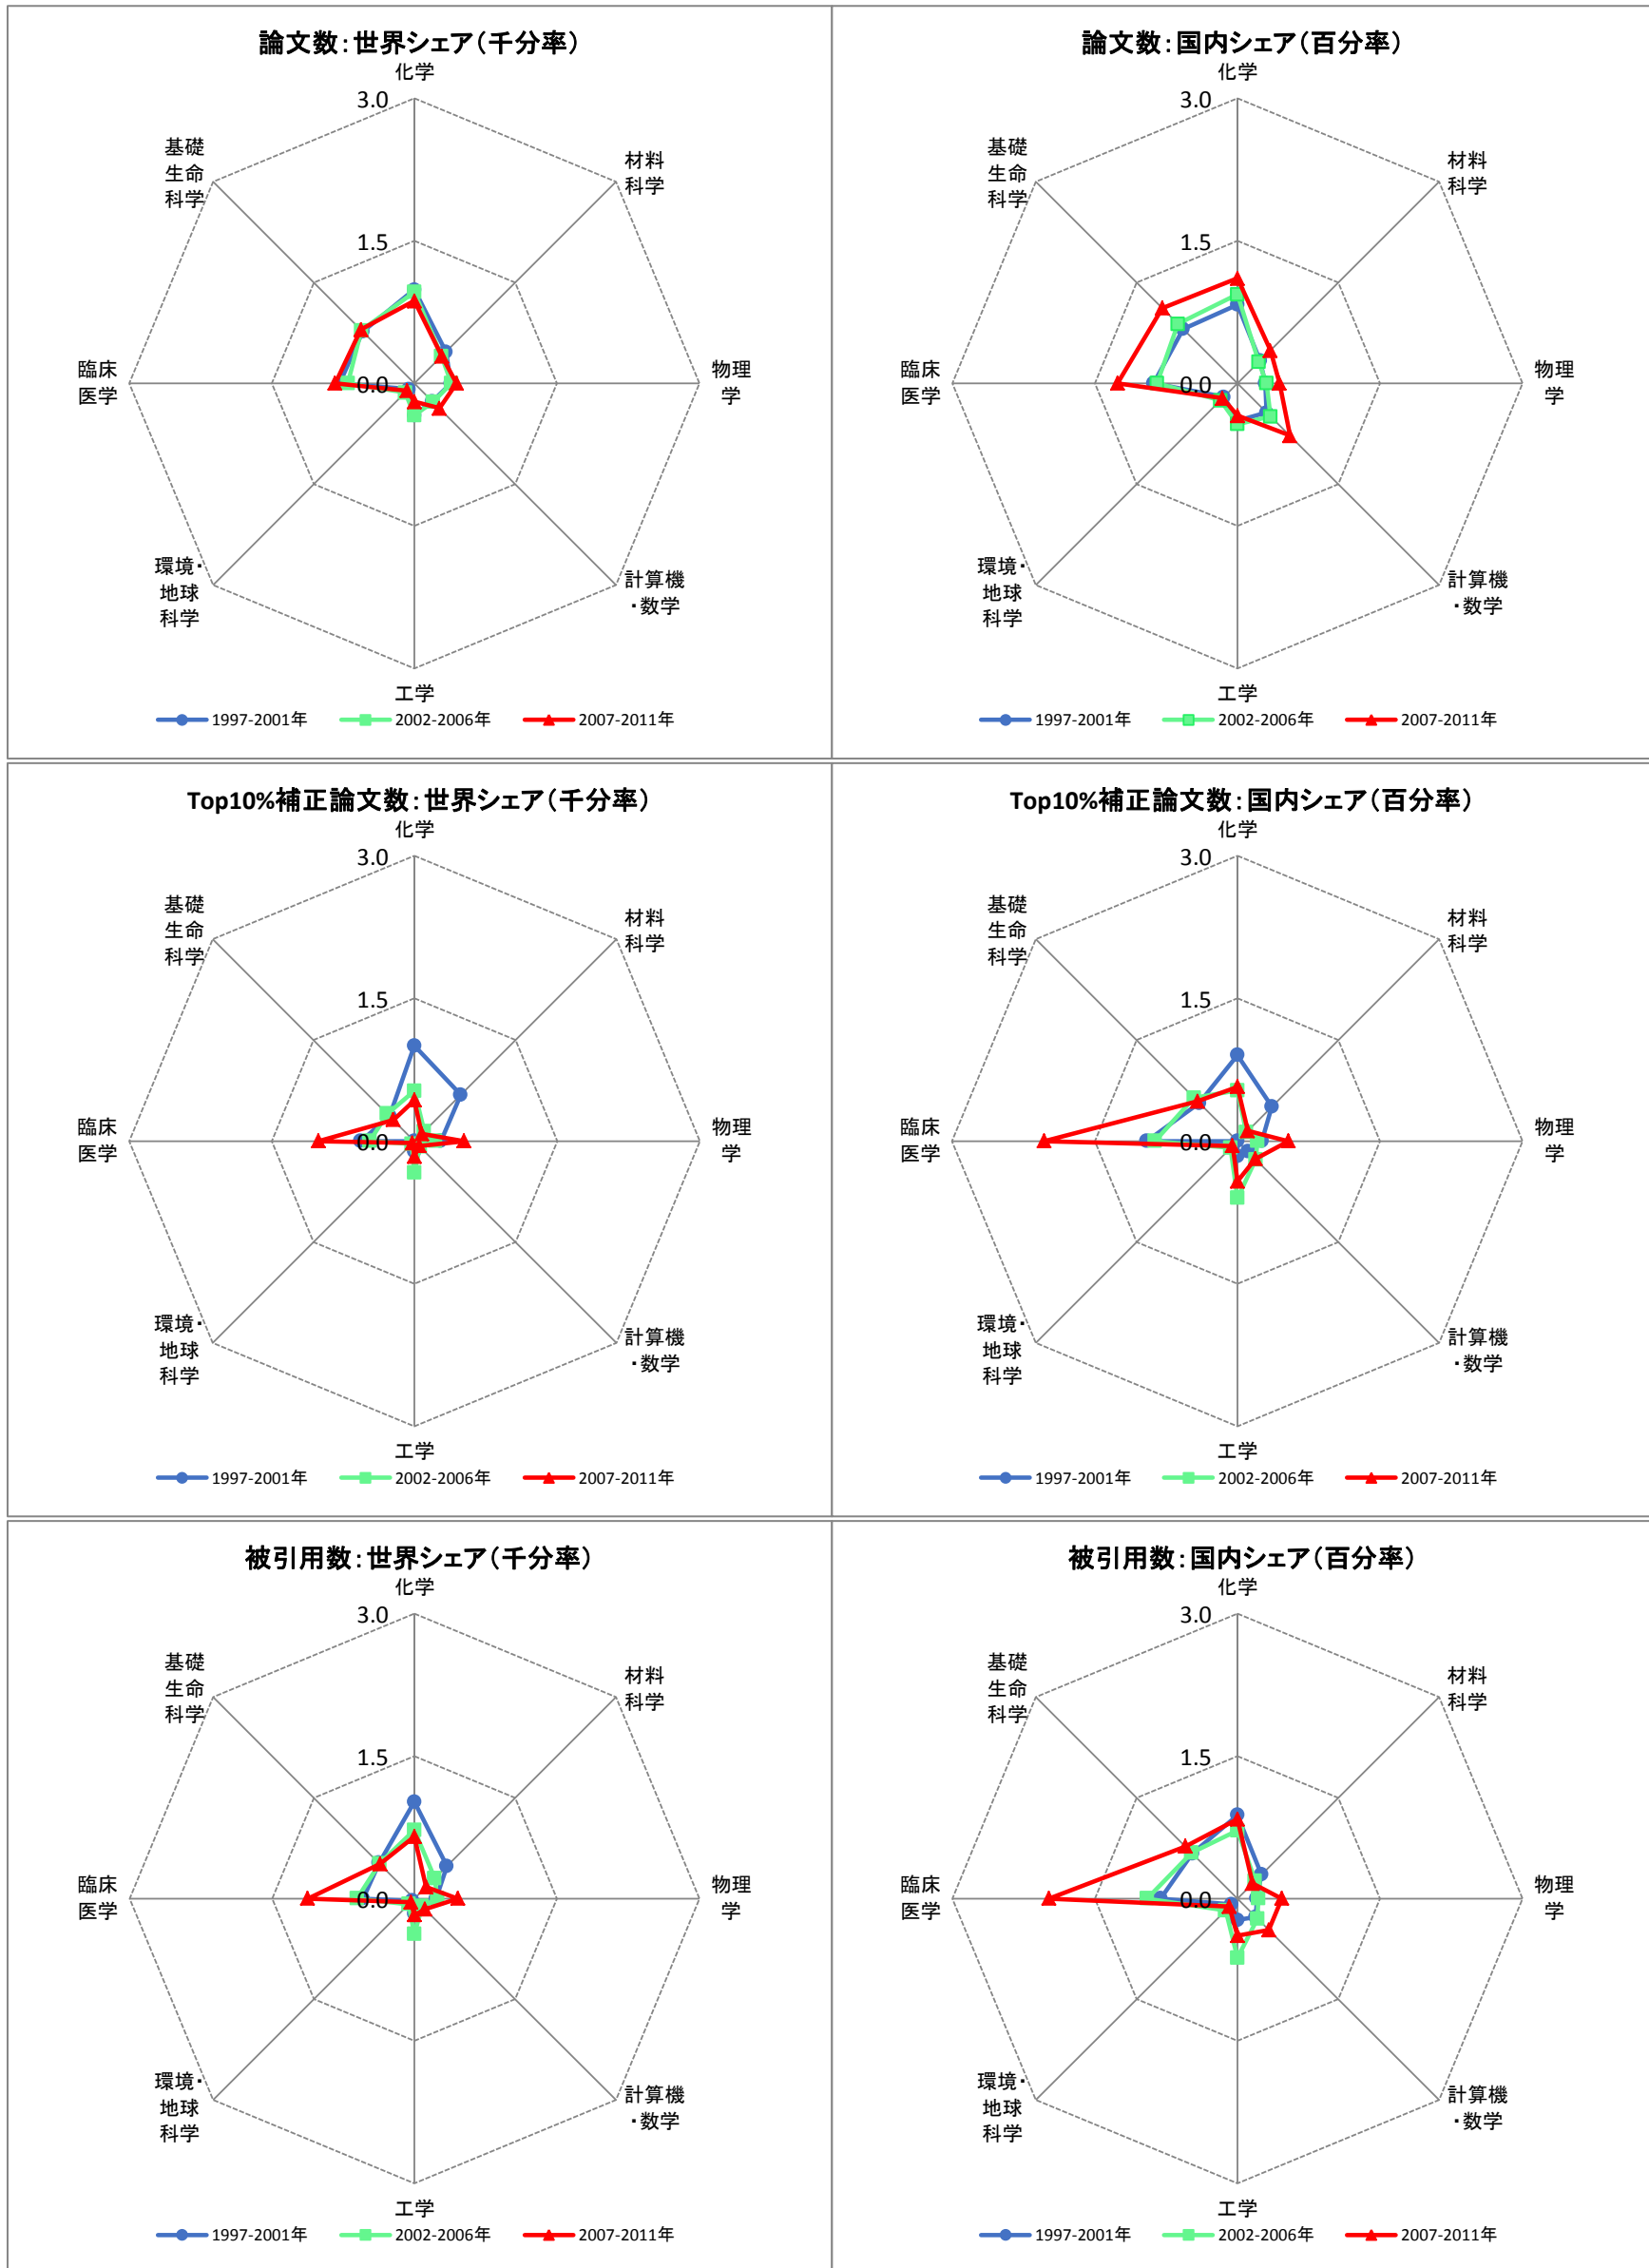 論文数：世界シェア（千分率）
化学
3.0
基礎
生命
科学
材料
科学
1.5
臨床
医学
0.0
物理
学
環境・
地球
科学
計算機
・数学
工学
1997-2001年
2002-2006年
2007-2011年
論文数：国内シェア（百分率）
化学
3.0
基礎
生命
科学
材料
科学
1.5
臨床
医学
0.0
物理
学
環境・
地球
科学
計算機
・数学
工学
1997-2001年
2002-2006年
2007-2011年
Top10%補正論文数：世界シェア（千分率）
化学
3.0
基礎
生命
科学
材料
科学
1.5
臨床
医学
0.0
物理
学
環境・
地球
科学
計算機
・数学
工学
1997-2001年
2002-2006年
2007-2011年
Top10%補正論文数：国内シェア（百分率）
化学
3.0
基礎
生命
科学
材料
科学
1.5
臨床
医学
0.0
物理
学
環境・
地球
科学
計算機
・数学
工学
1997-2001年
2002-2006年
2007-2011年
被引用数：世界シェア（千分率）
化学
3.0
基礎
生命
科学
材料
科学
1.5
臨床
医学
0.0
物理
学
環境・
地球
科学
計算機
・数学
工学
1997-2001年
2002-2006年
2007-2011年
被引用数：国内シェア（百分率）
化学
3.0
基礎
生命
科学
材料
科学
1.5
臨床
医学
0.0
物理
学
環境・
地球
科学
計算機
・数学
工学
1997-2001年
2002-2006年
2007-2011年